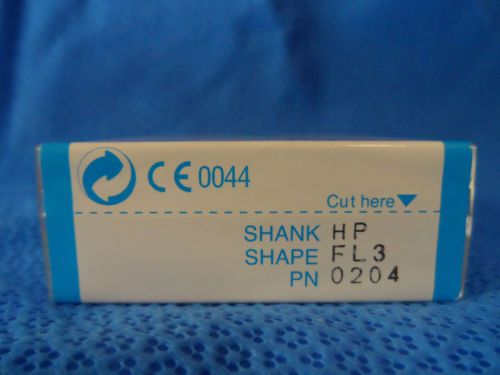 CE 0044
Cut here
SHANK HP
SHAPE FL3
PN 0204